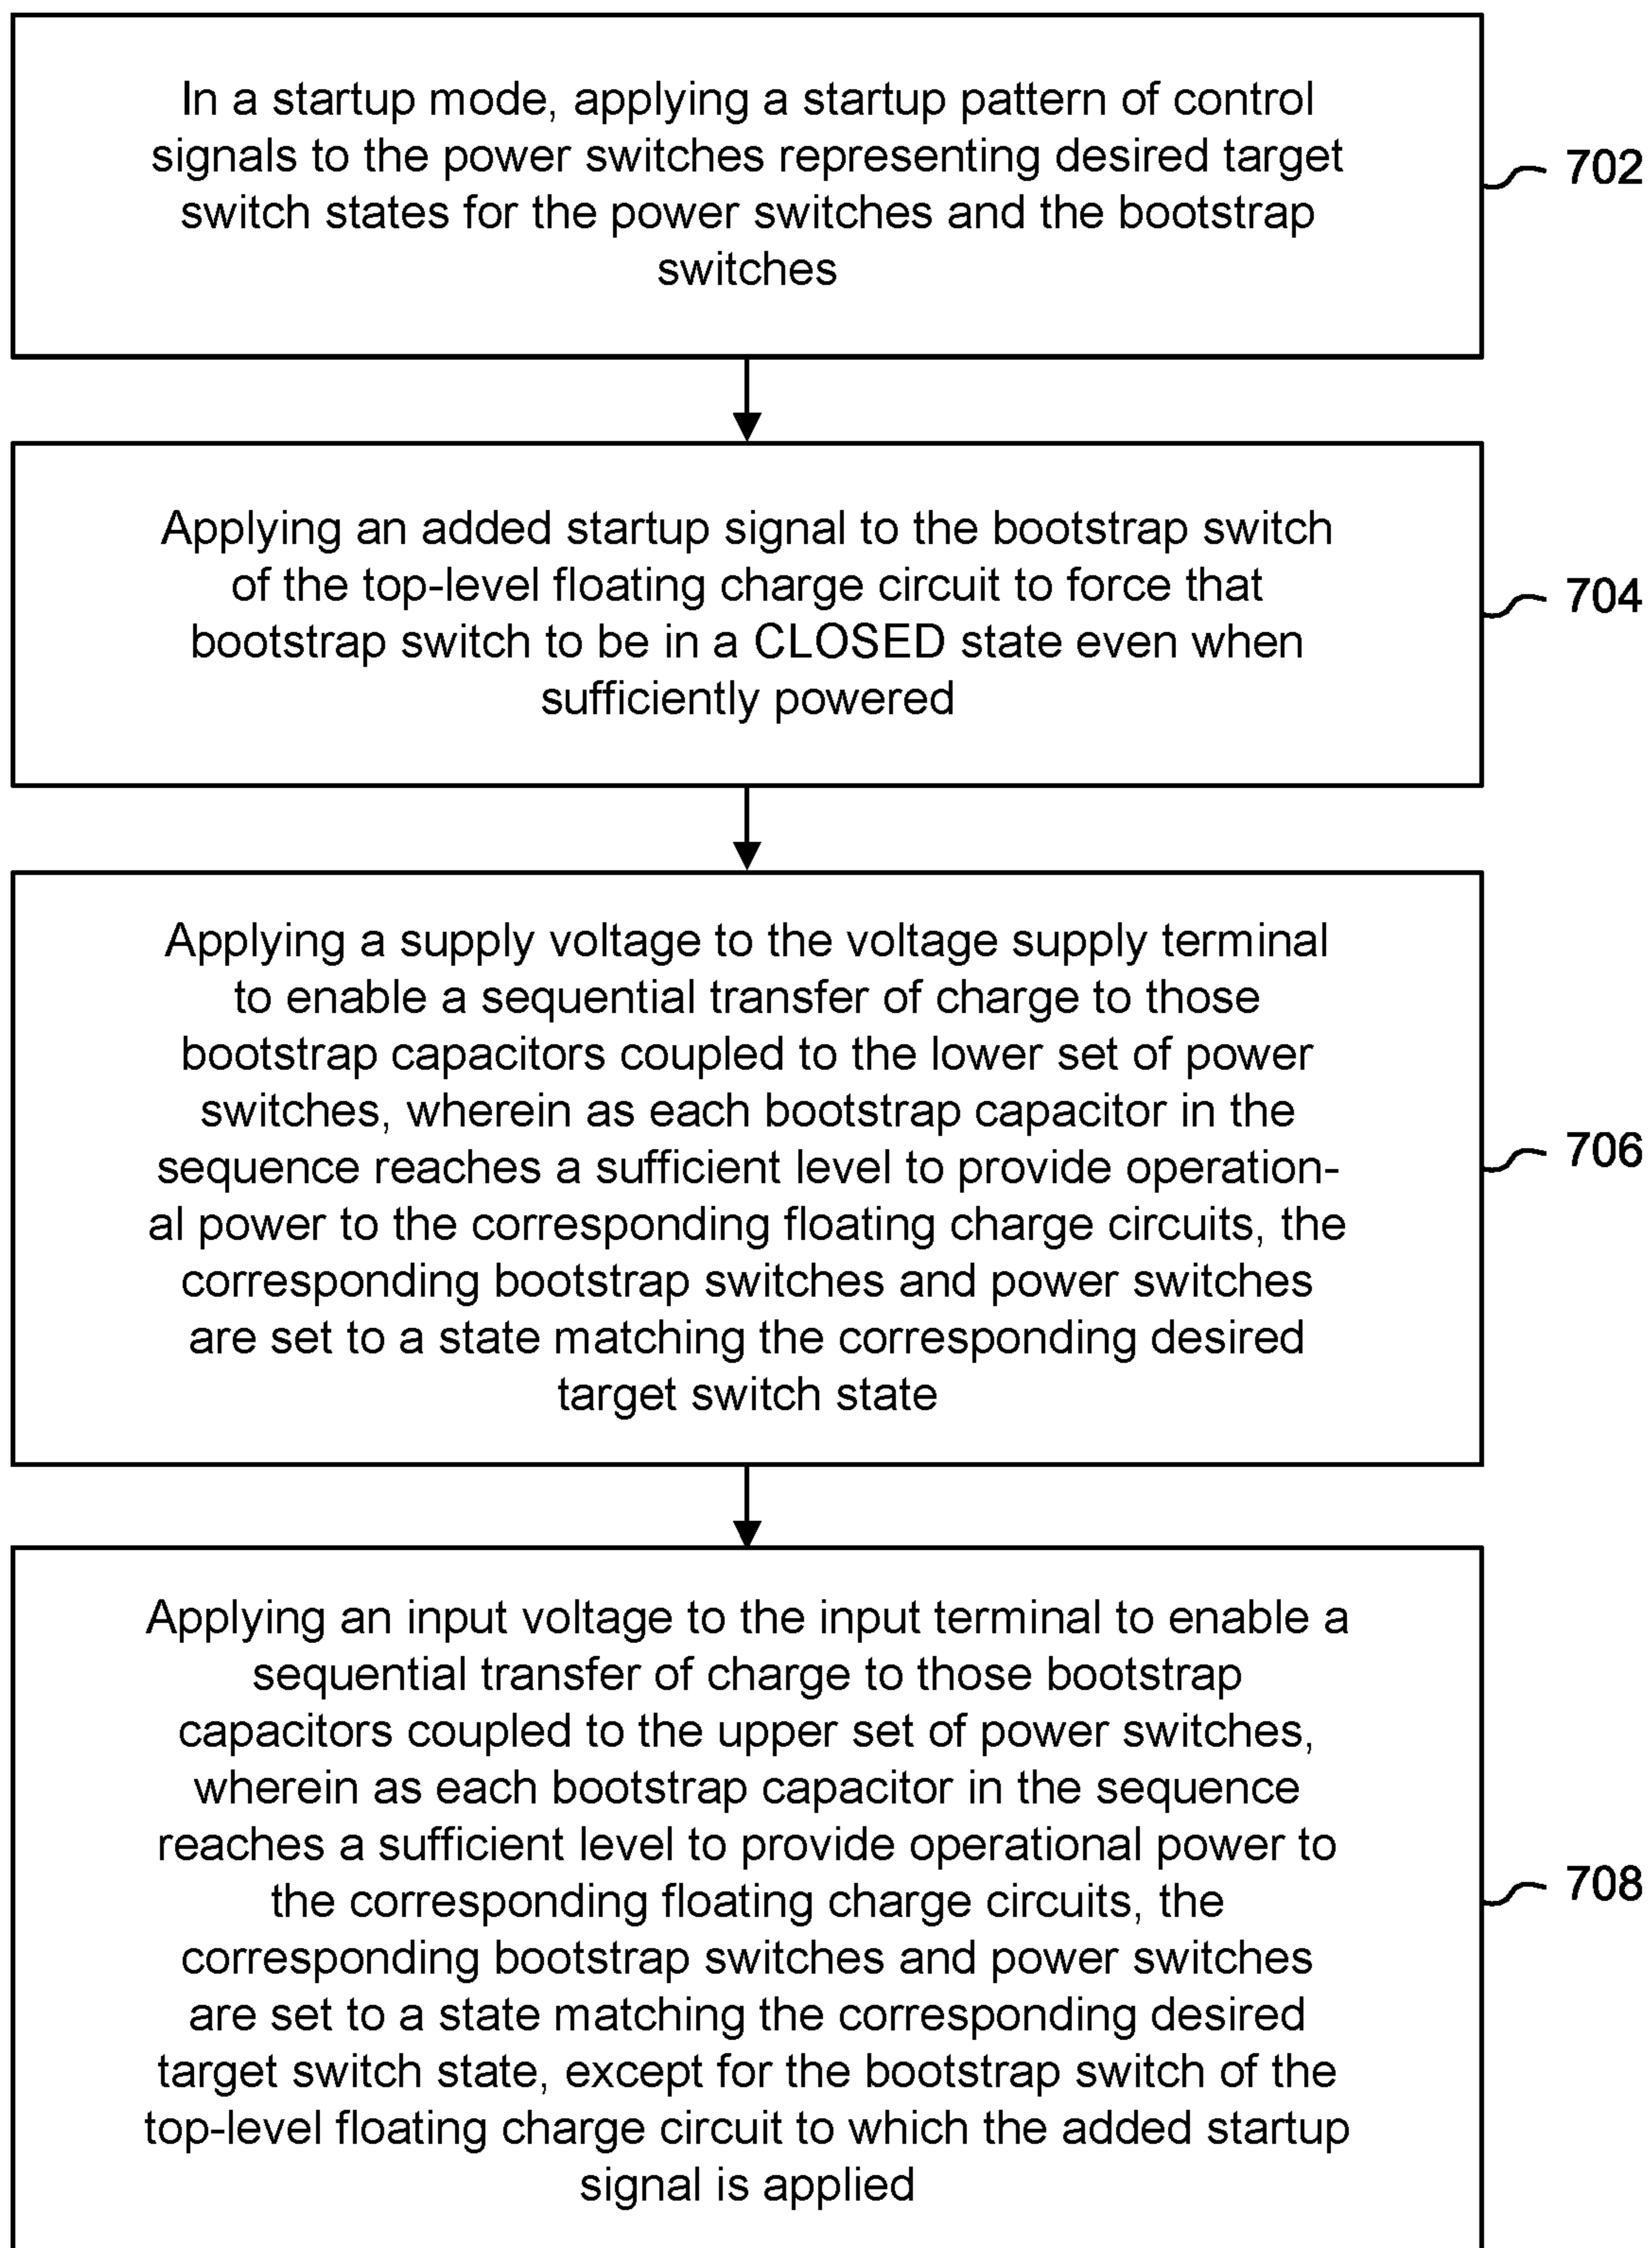 In a startup mode, applying a startup pattern of control
signals to the power switches representing desired target
switch states for the power switches and the bootstrap
switches
702
Applying an added startup signal to the bootstrap switch
of the top-level floating charge circuit to force that
bootstrap switch to be in a CLOSED state even when
sufficiently powered
704
Applying a supply voltage to the voltage supply terminal
to enable a sequential transfer of charge to those
bootstrap capacitors coupled to the lower set of power
switches, wherein as each bootstrap capacitor in the
sequence reaches a sufficient level to provide operation-
al power to the corresponding floating charge circuits, the
corresponding bootstrap switches and power switches
are set to a state matching the corresponding desired
target switch state
706
Applying an input voltage to the input terminal to enable a
sequential transfer of charge to those bootstrap
capacitors coupled to the upper set of power switches,
wherein as each bootstrap capacitor in the sequence
reaches a sufficient level to provide operational power to
the corresponding floating charge circuits, the
corresponding bootstrap switches and power switches
are set to a state matching the corresponding desired
target switch state, except for the bootstrap switch of the
top-level floating charge circuit to which the added startup
signal is applied
708